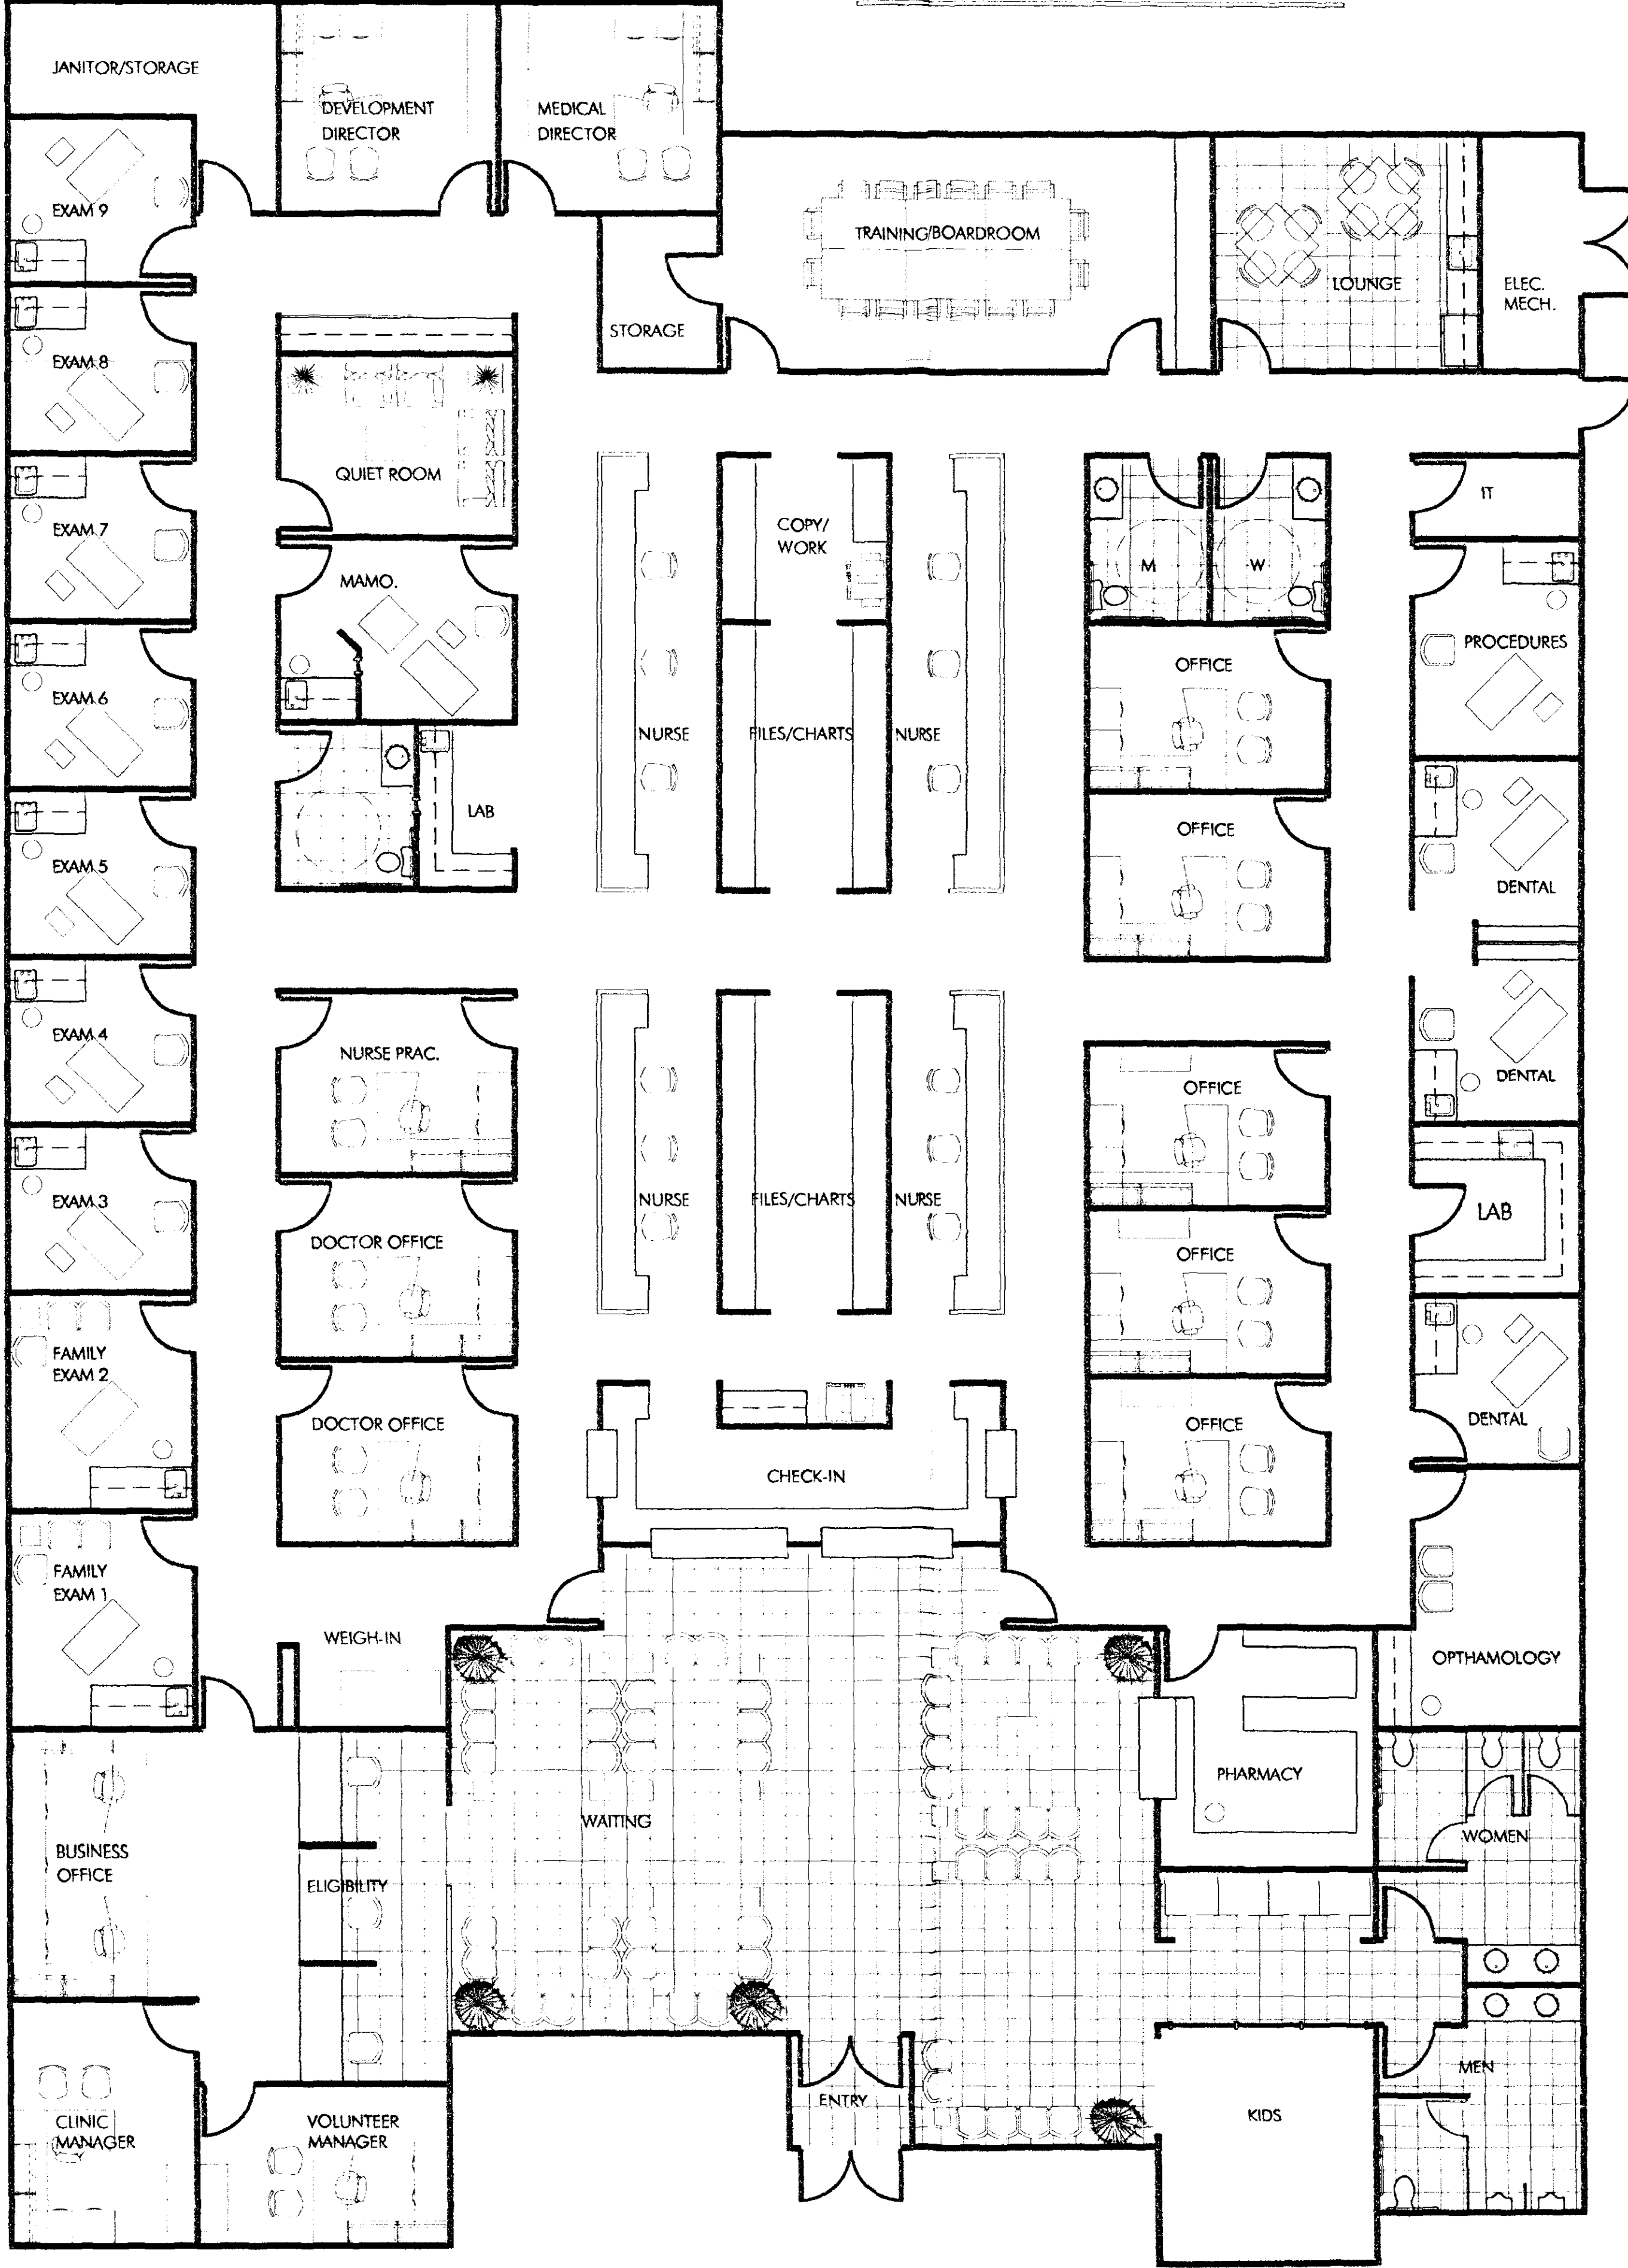 JANITOR/STORAGE
DEVELOPMENT
DIRECTOR
MEDICAL
DIRECTOR
EXAM 9
TRAINING/BOARDROOM
LOUNGE
ELEC.
MECH.
STORAGE
EXAM 8
QUIET ROOM
IT
EXAM 7
COPY/
WORK
M
W
MAMO.
PROCEDURES
OFFICE
EXAM 6
NURSE
FILES/CHARTS
NURSE
LAB
OFFICE
EXAM 5
DENTAL
EXAM 4
NURSE PRAC.
DENTAL
OFFICE
EXAM 3
NURSE
FILES/CHARTS
NURSE
LAB
DOCTOR OFFICE
OFFICE
FAMILY
EXAM 2
DOCTOR OFFICE
OFFICE
DENTAL
CHECK-IN
FAMILY
EXAM 1
WEIGH-IN
OPTHAMOLOGY
PHARMACY
WAITING
WOMEN
BUSINESS
OFFICE
ELIGIBILITY
MEN
ENTRY
KIDS
CLINIC
MANAGER
VOLUNTEER
MANAGER